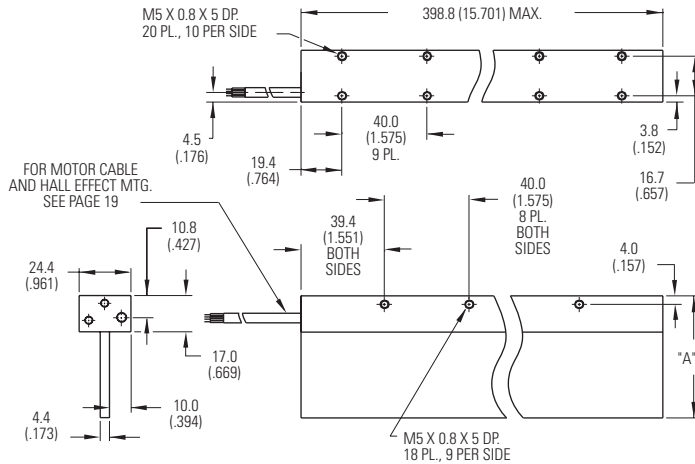 M5 X 0.8 X 5 DP.
20 PL., 10 PER SIDE
398.8 (15.701) MAX.
4.5
(.176)
19.4
(.764)
40.0
(1.575)
9 PL.
3.8
(.152)
16.7
(.657)
FOR MOTOR CABLE
AND HALL EFFECT MTG.
SEE PAGE 19
10.8
(.427)
24.4
(.961)
39.4
(1.551)
BOTH
SIDES
40.0
(1.575)
8 PL.
BOTH
SIDES
4.0
(.157)
17.0
(.669)
"A"
10.0
(.394)
4.4
(.173)
M5 X 0.8 X 5 DP.
18 PL., 9 PER SIDE